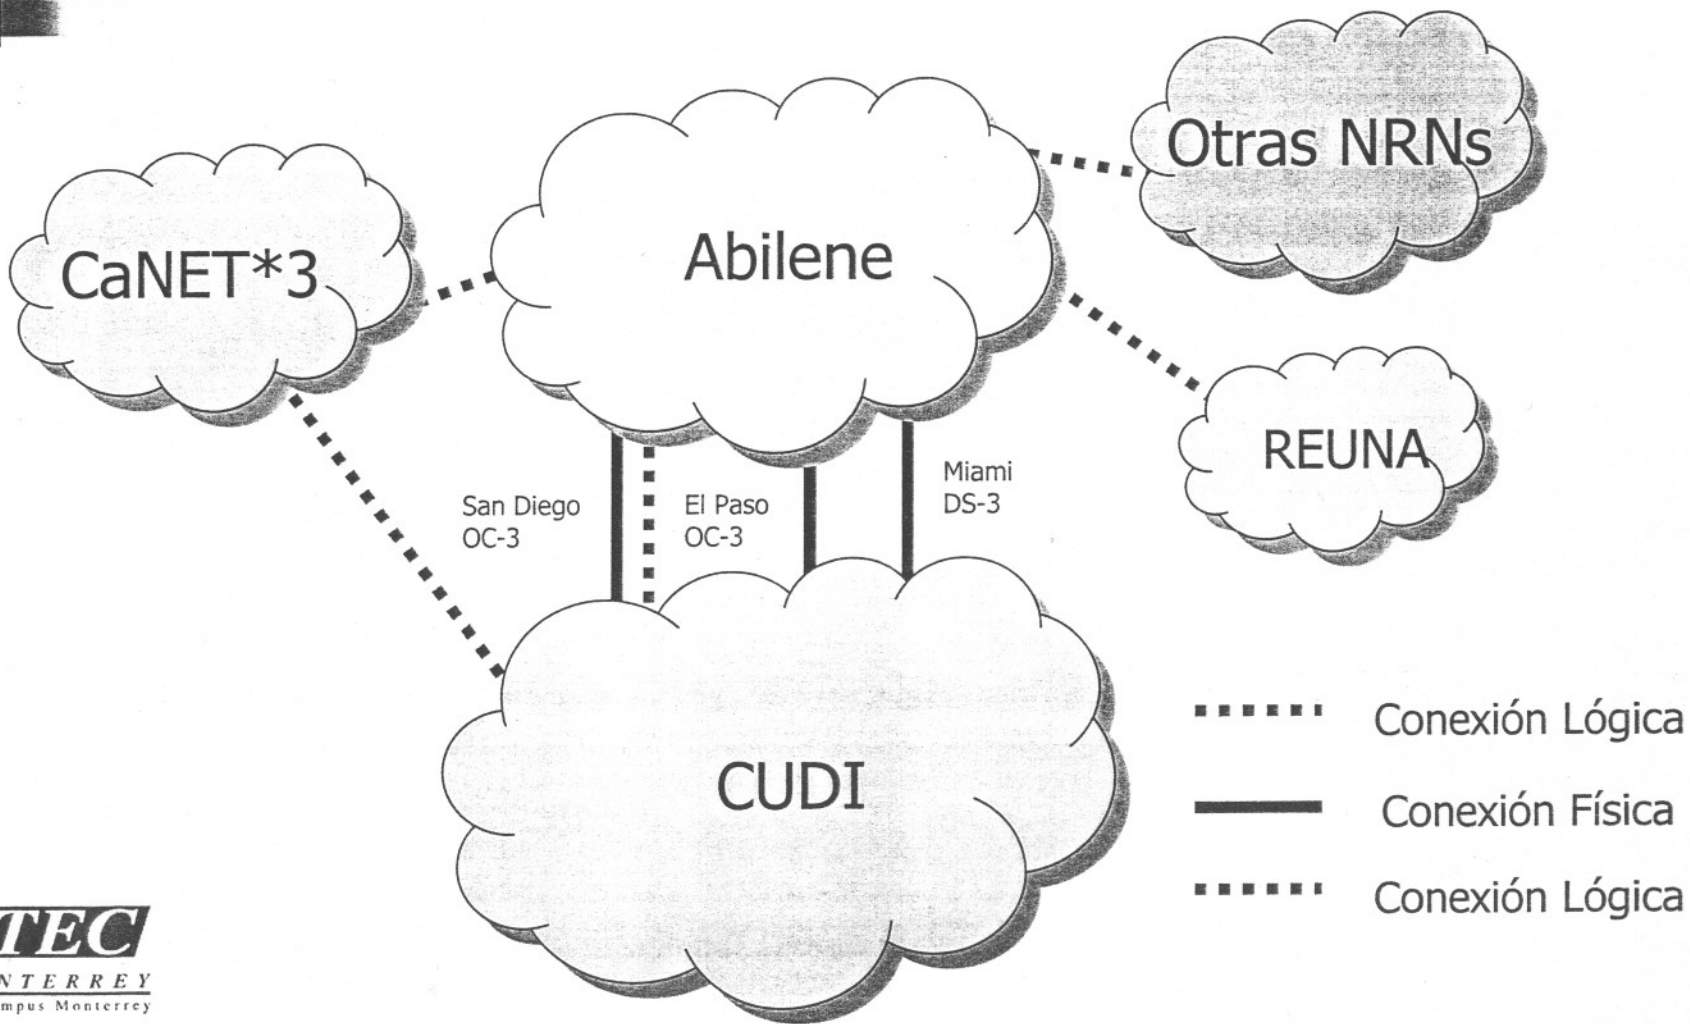 Otras NRNs
Abilene
CaNET*3
REUNA
Miami
DS-3
San Diego
OC-3
El Paso
OC-3
CUDI
Conexión Lógica
Conexión Física
Conexión Lógica
TEC
NTERREY
mpus Monterrey